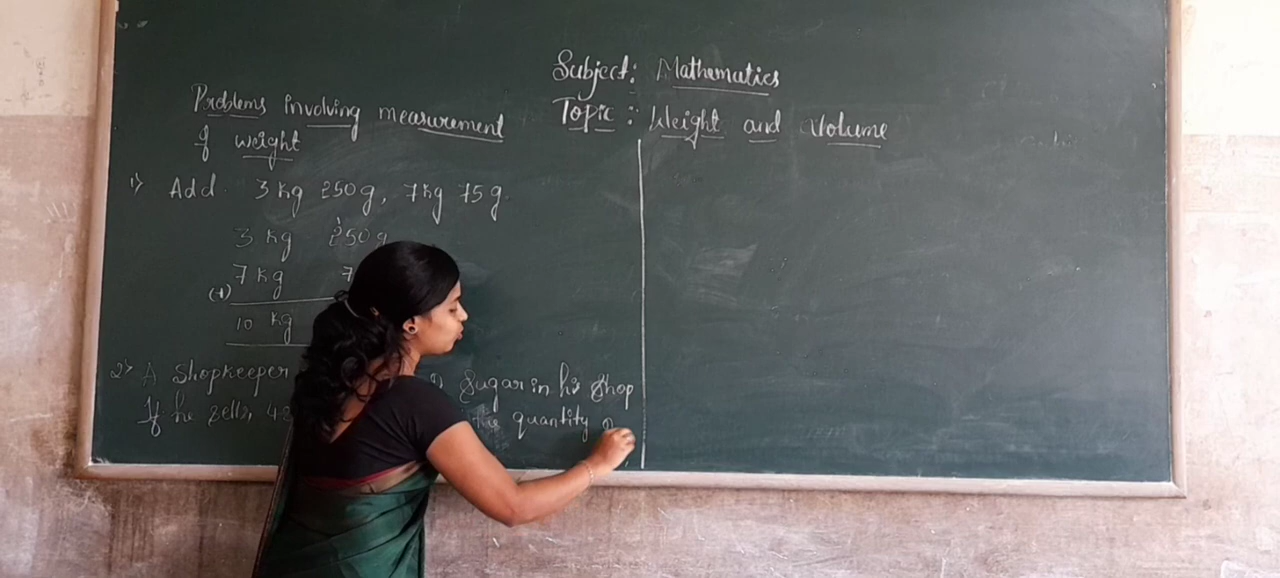 Subject: Mathematics
Topic: Weight and Volume
Problems involving measurement
of weight
1) Add 3 kg 250 g, 7 kg 75 g.
3 kg 250 g
7 kg 7
(+)
10 kg
2) A Shopkeeper Sugar in his Shop
If he sells, the quantity